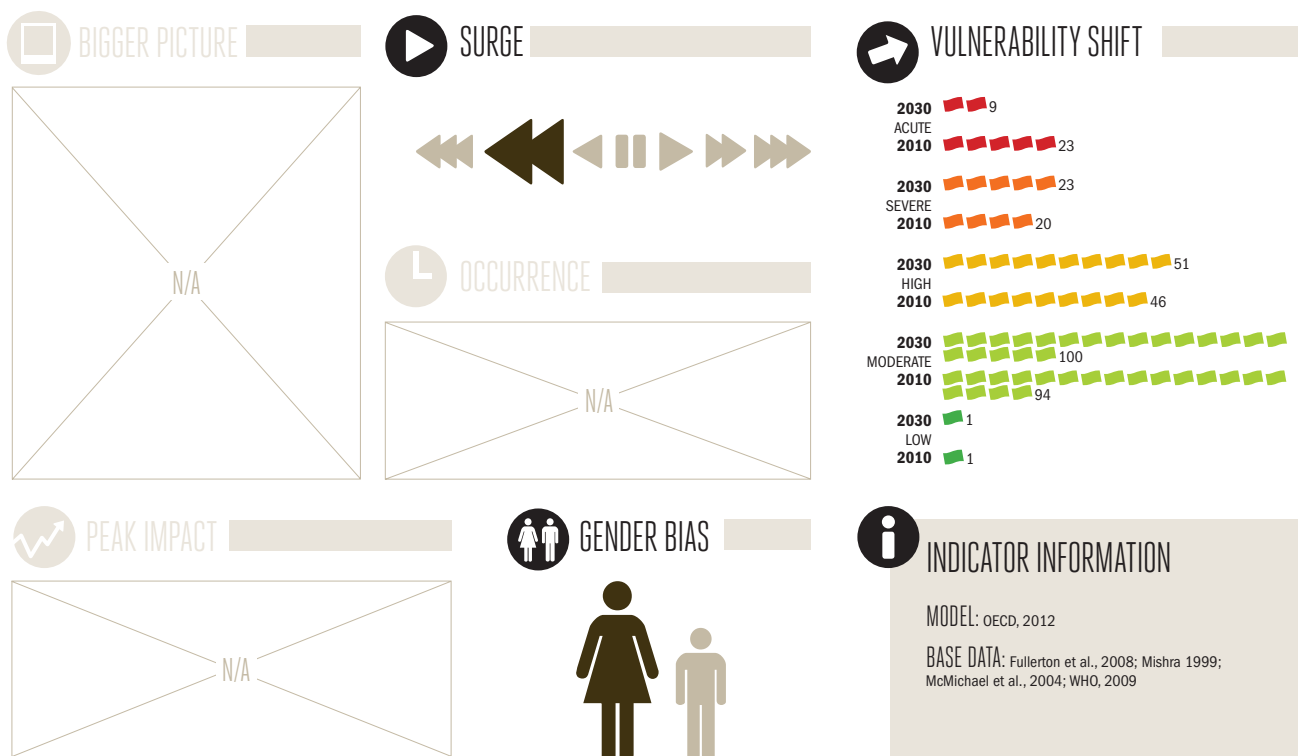 BIGGER PICTURE
N/A
SURGE
OCCURRENCE
N/A
VULNERABILITY SHIFT
2030 9
ACUTE
2010 23
2030 23
SEVERE
2010 20
2030 51
HIGH
2010 46
2030
MODERATE 100
2010
94
2030 1
LOW
2010 1
PEAK IMPACT
N/A
GENDER BIAS
INDICATOR INFORMATION
MODEL: OECD, 2012
BASE DATA: Fullerton et al., 2008; Mishra 1999;
McMichael et al., 2004; WHO, 2009